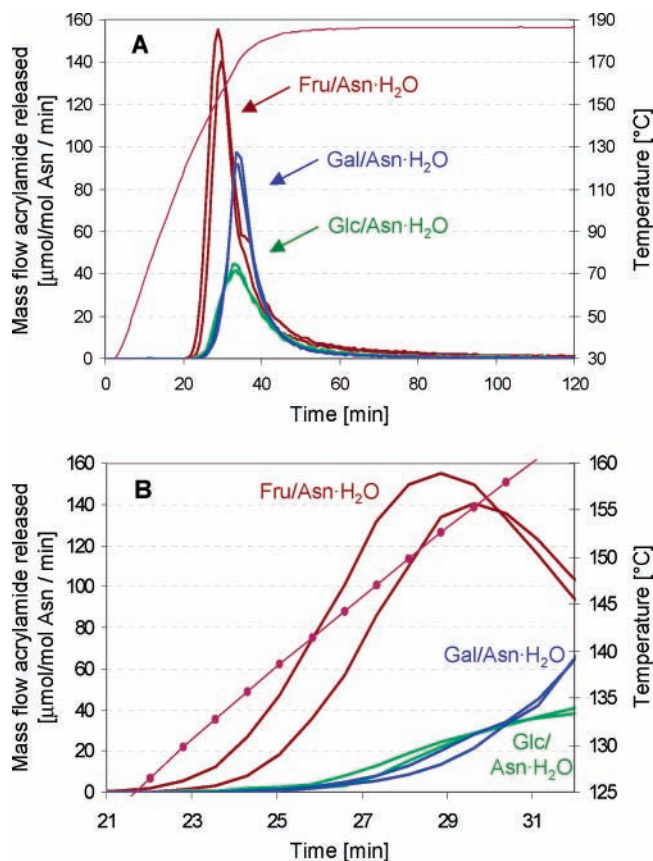 A
Mass flow acrylamide released
[µmol/mol Asn / min]
160
140
120
100
80
60
40
20
0
Fru/Asn·H₂O
Gal/Asn·H₂O
Glc/Asn·H₂O
190
170
150
130
110
90
70
50
30
Temperature [°C]
0 20 40 60 80 100 120
Time [min]
B
Mass flow acrylamide released
[µmol/mol Asn / min]
160
140
120
100
80
60
40
20
0
Fru/Asn·H₂O
Gal/Asn·H₂O
Glc/
Asn·H₂O
160
155
150
145
140
135
130
125
Temperature [°C]
21 23 25 27 29 31
Time [min]